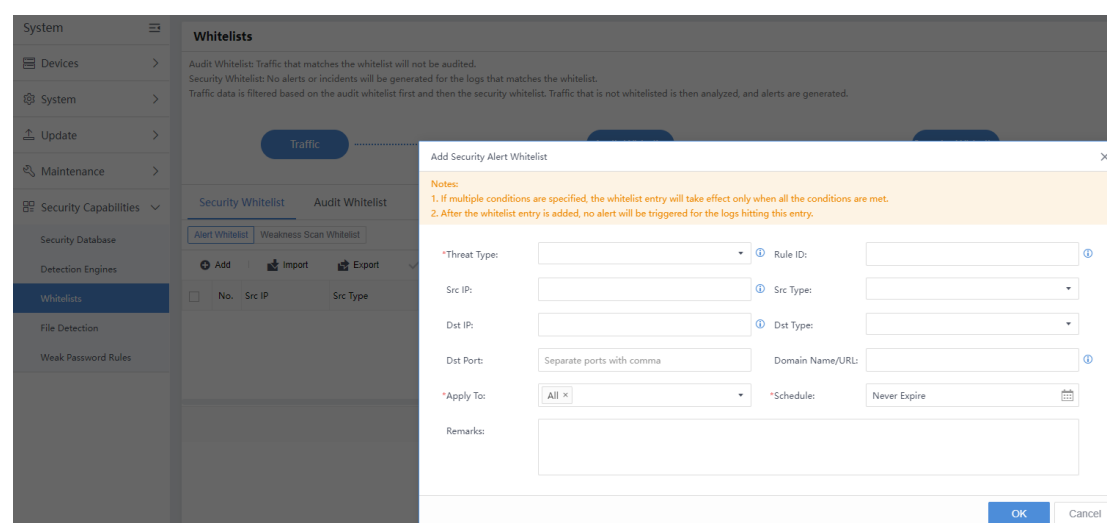 System
Devices
System
Update
Maintenance
Security Capabilities
Security Database
Detection Engines
Whitelists
File Detection
Weak Password Rules
Whitelists
Audit Whitelist: Traffic that matches the whitelist will not be audited.
Security Whitelist: No alerts or incidents will be generated for the logs that matches the whitelist.
Traffic data is filtered based on the audit whitelist first and then the security whitelist. Traffic that is not whitelisted is then analyzed, and alerts are generated.
Traffic
Security Whitelist Audit Whitelist
Alert Whitelist Weakness Scan Whitelist
Add Import Export
No. Src IP Src Type
Add Security Alert Whitelist
Notes:
1. If multiple conditions are specified, the whitelist entry will take effect only when all the conditions are met.
2. After the whitelist entry is added, no alert will be triggered for the logs hitting this entry.
*Threat Type: Rule ID:
Src IP: Src Type:
Dst IP: Dst Type:
Dst Port: Separate ports with comma Domain Name/URL:
*Apply To: All × *Schedule: Never Expire
Remarks:
OK Cancel